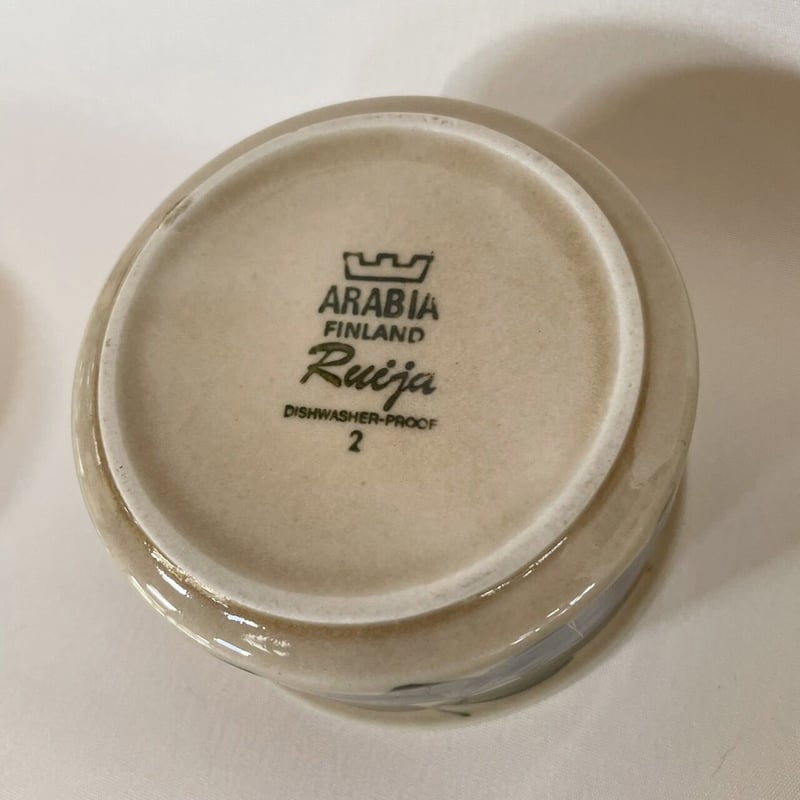 ARABIA
FINLAND
Ruija
DISHWASHER-PROOF
2